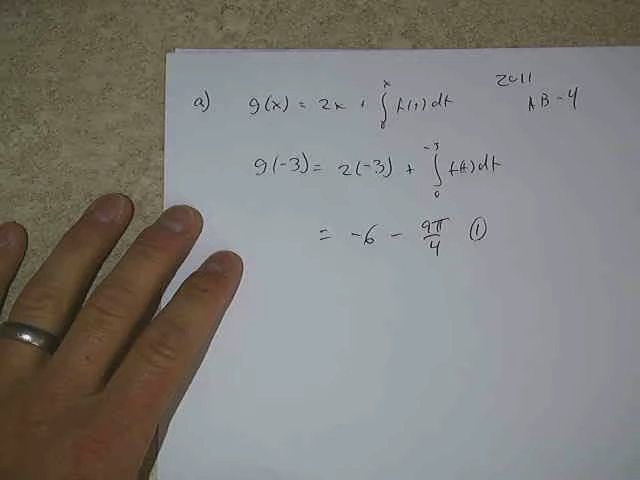 2011
AB-4
a) g(x) = 2x + ∫₀ˣ f(t) dt
g(-3) = 2(-3) + ∫₀⁻³ f(t) dt
= -6 - 9π/4 ①